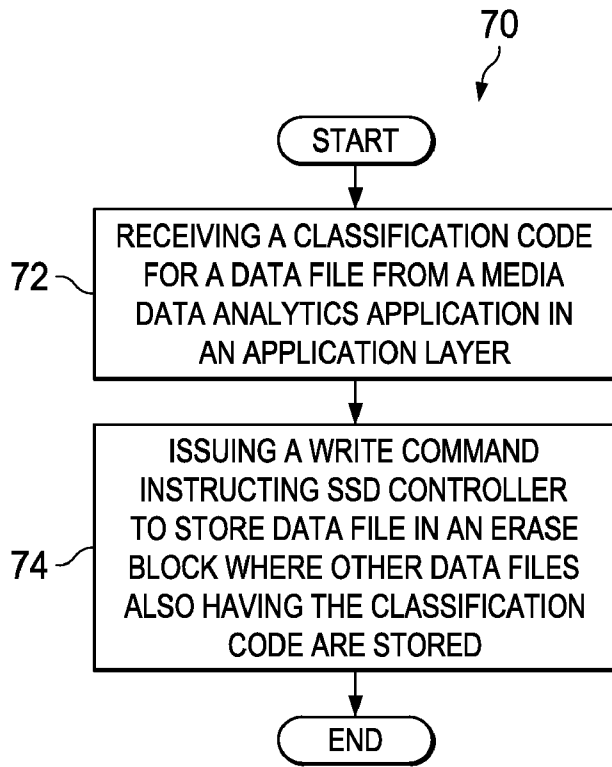 70
START
72
RECEIVING A CLASSIFICATION CODE
FOR A DATA FILE FROM A MEDIA
DATA ANALYTICS APPLICATION IN
AN APPLICATION LAYER
74
ISSUING A WRITE COMMAND
INSTRUCTING SSD CONTROLLER
TO STORE DATA FILE IN AN ERASE
BLOCK WHERE OTHER DATA FILES
ALSO HAVING THE CLASSIFICATION
CODE ARE STORED
END